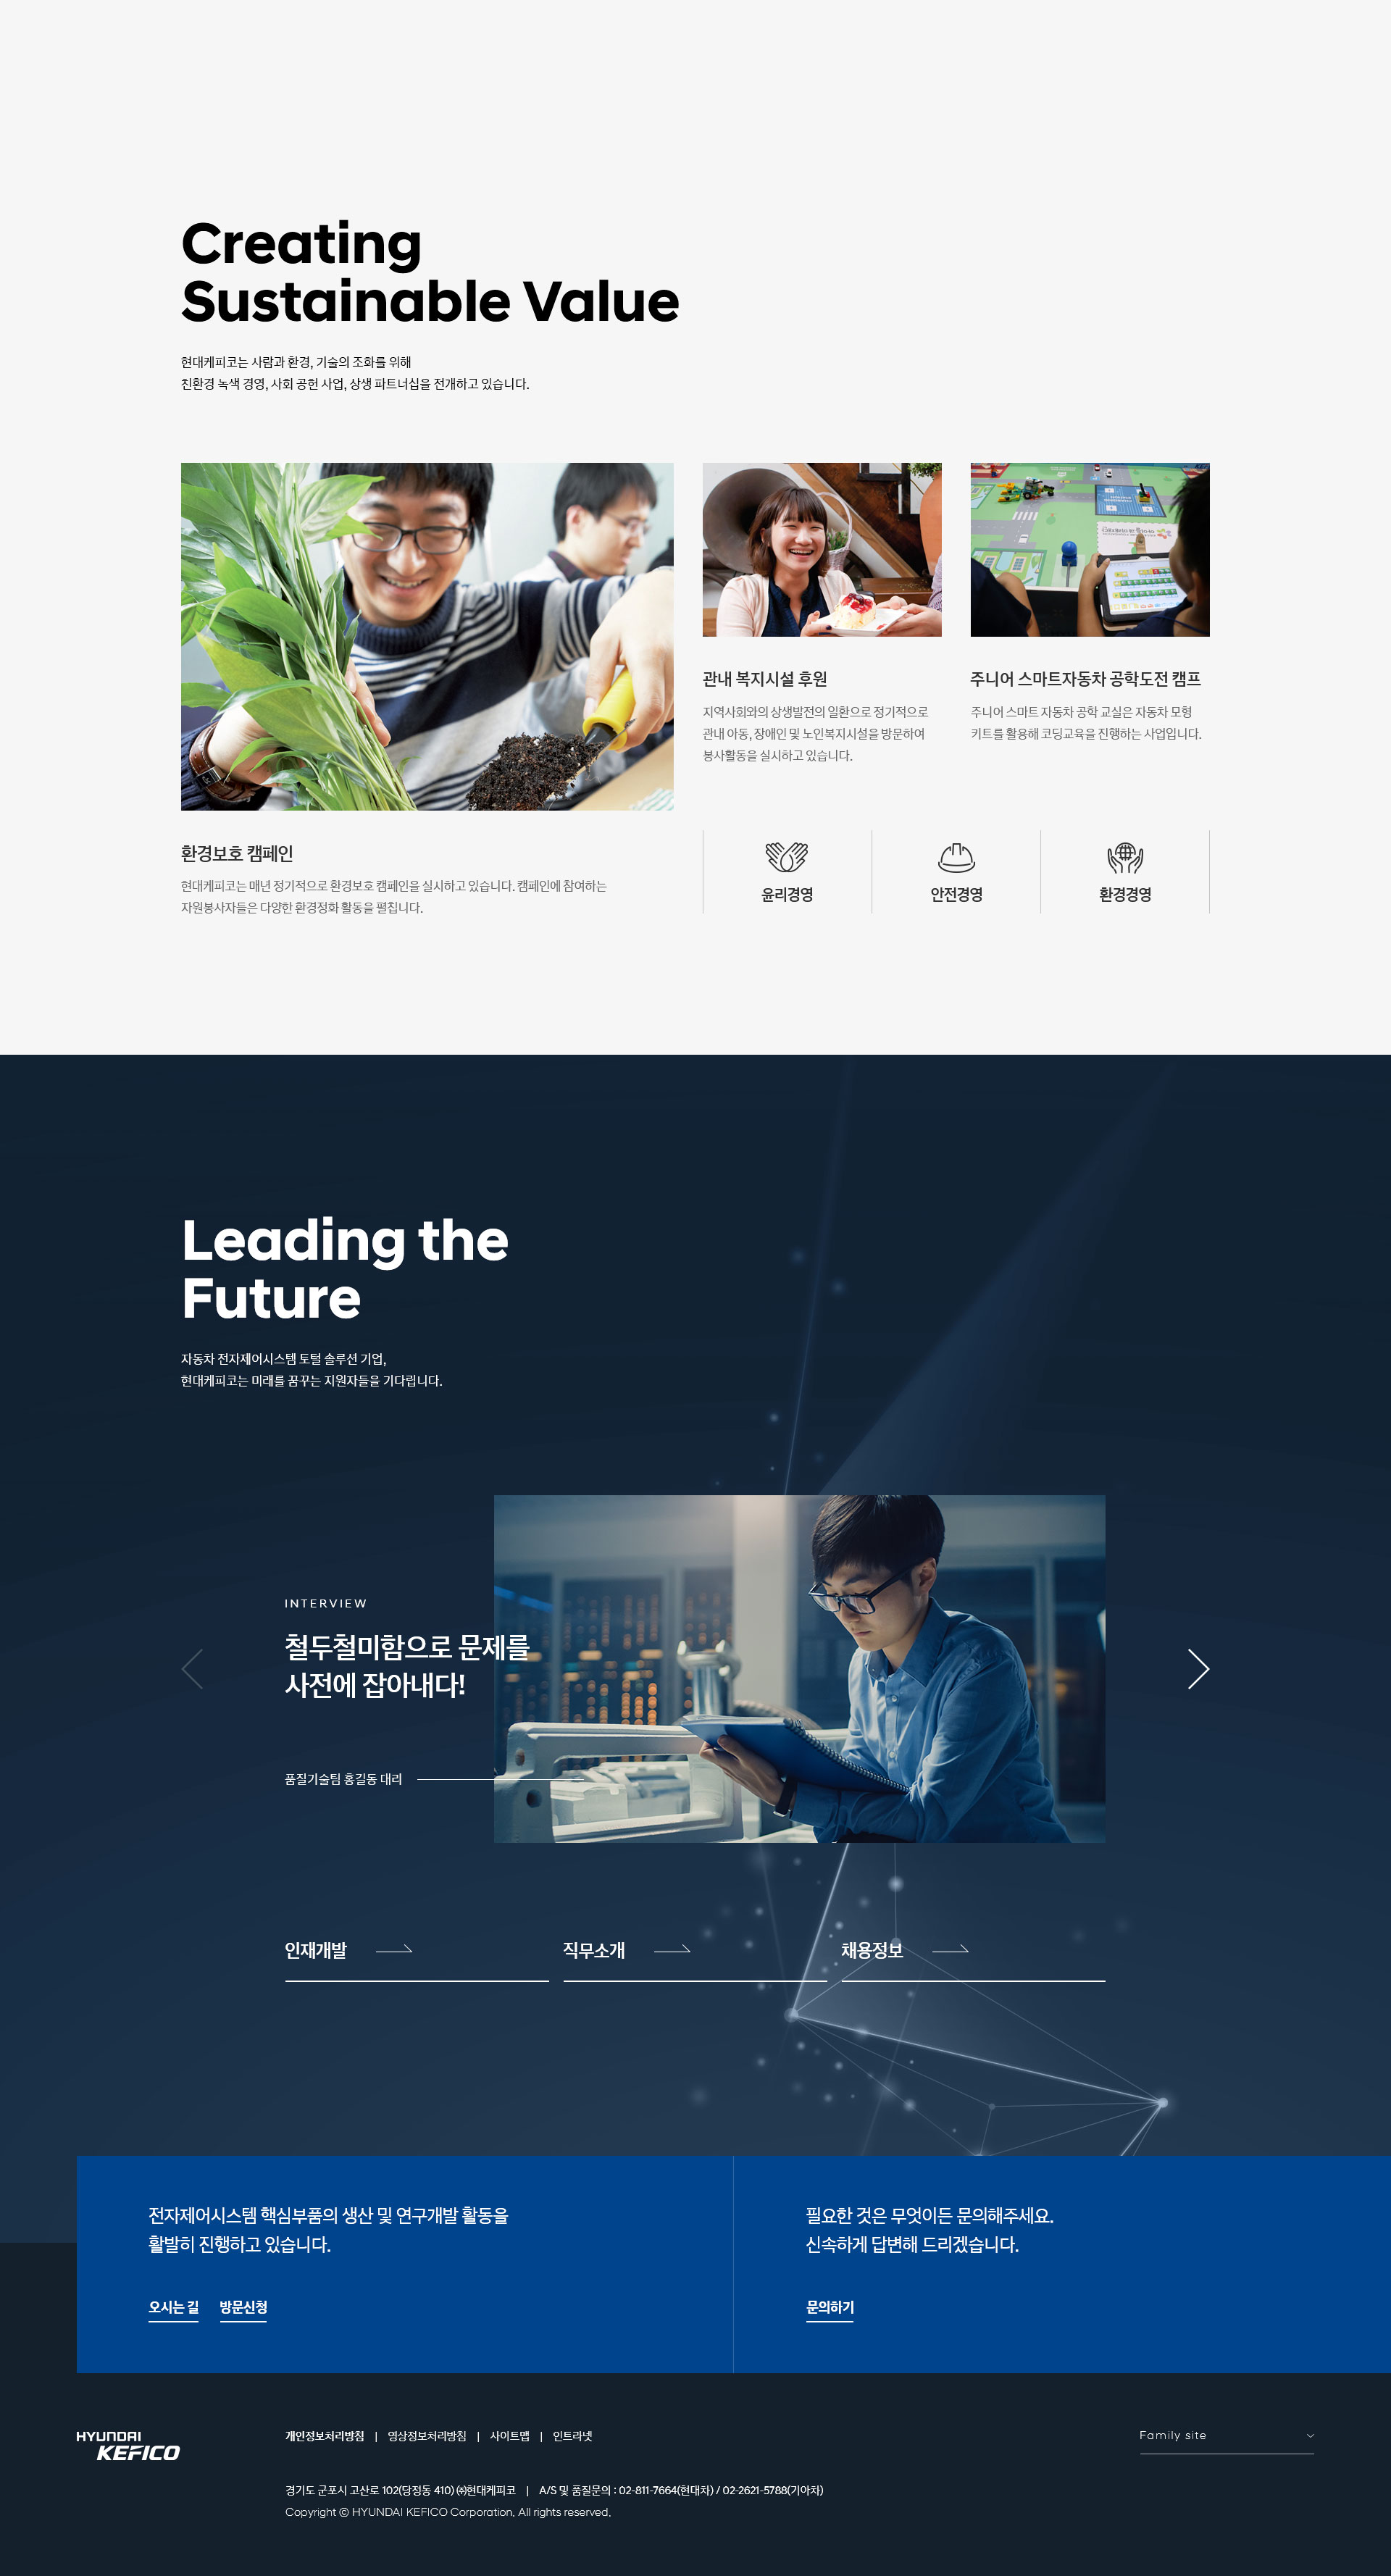 Creating
Sustainable Value
현대케피코는 사람과 환경, 기술의 조화를 위해
친환경 녹색 경영, 사회 공헌 사업, 상생 파트너십을 전개하고 있습니다.
환경보호 캠페인
현대케피코는 매년 정기적으로 환경보호 캠페인을 실시하고 있습니다. 캠페인에 참여하는
자원봉사자들은 다양한 환경정화 활동을 펼칩니다.
관내 복지시설 후원
지역사회와의 상생발전의 일환으로 정기적으로
관내 아동, 장애인 및 노인복지시설을 방문하여
봉사활동을 실시하고 있습니다.
주니어 스마트자동차 공학도전 캠프
주니어 스마트 자동차 공학 교실은 자동차 모형
키트를 활용해 코딩교육을 진행하는 사업입니다.
윤리경영
안전경영
환경경영
Leading the
Future
자동차 전자제어시스템 토털 솔루션 기업,
현대케피코는 미래를 꿈꾸는 지원자들을 기다립니다.
INTERVIEW
철두철미함으로 문제를
사전에 잡아내다!
품질기술팀 홍길동 대리
인재개발
직무소개
채용정보
전자제어시스템 핵심부품의 생산 및 연구개발 활동을
활발히 진행하고 있습니다.
오시는 길 방문신청
필요한 것은 무엇이든 문의해주세요.
신속하게 답변해 드리겠습니다.
문의하기
HYUNDAI
KEFICO
개인정보처리방침 | 영상정보처리방침 | 사이트맵 | 인트라넷
Family site
경기도 군포시 고산로 102(당정동 410) ㈜현대케피코 | A/S 및 품질문의 : 02-811-7664(현대차) / 02-2621-5788(기아차)
Copyright © HYUNDAI KEFICO Corporation. All rights reserved.